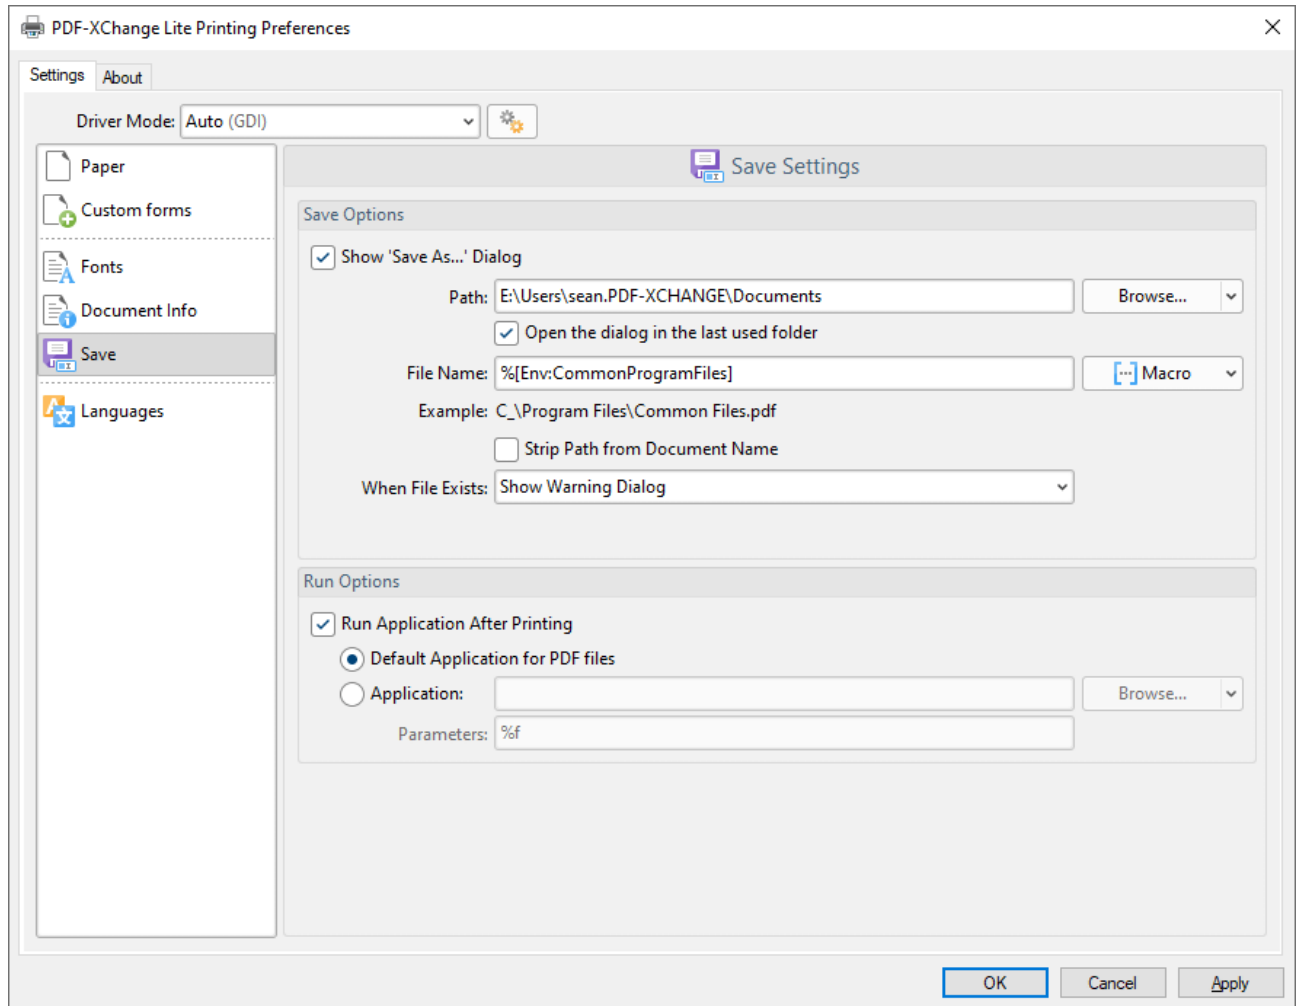 PDF-XChange Lite Printing Preferences
Settings About
Driver Mode: Auto (GDI)
Paper
Custom forms
Fonts
Document Info
Save
Languages
Save Settings
Save Options
Show 'Save As...' Dialog
Path: E:\Users\sean.PDF-XCHANGE\Documents Browse...
Open the dialog in the last used folder
File Name: %[Env:CommonProgramFiles] Macro
Example: C_\Program Files\Common Files.pdf
Strip Path from Document Name
When File Exists: Show Warning Dialog
Run Options
Run Application After Printing
Default Application for PDF files
Application: Browse...
Parameters: %f
OK Cancel Apply